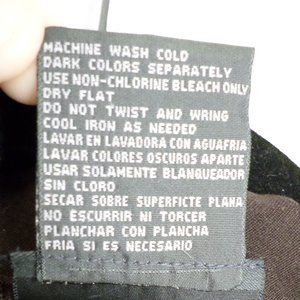 MACHINE WASH COLD
DARK COLORS SEPARATELY
USE NON-CHLORINE BLEACH ONLY
DRY FLAT
DO NOT TWIST AND WRING
COOL IRON AS NEEDED
LAVAR EN LAVADORA CON AGUAFRIA
LAVAR COLORES OSCUROS APARTE
USAR SOLAMENTE BLANQUEADOR
SIN CLORO
SECAR SOBRE SUPERFICTE PLANA
NO ESCURRIR NI TORCER
PLANCHAR CON PLANCHA
FRIA SI ES NECESARIO